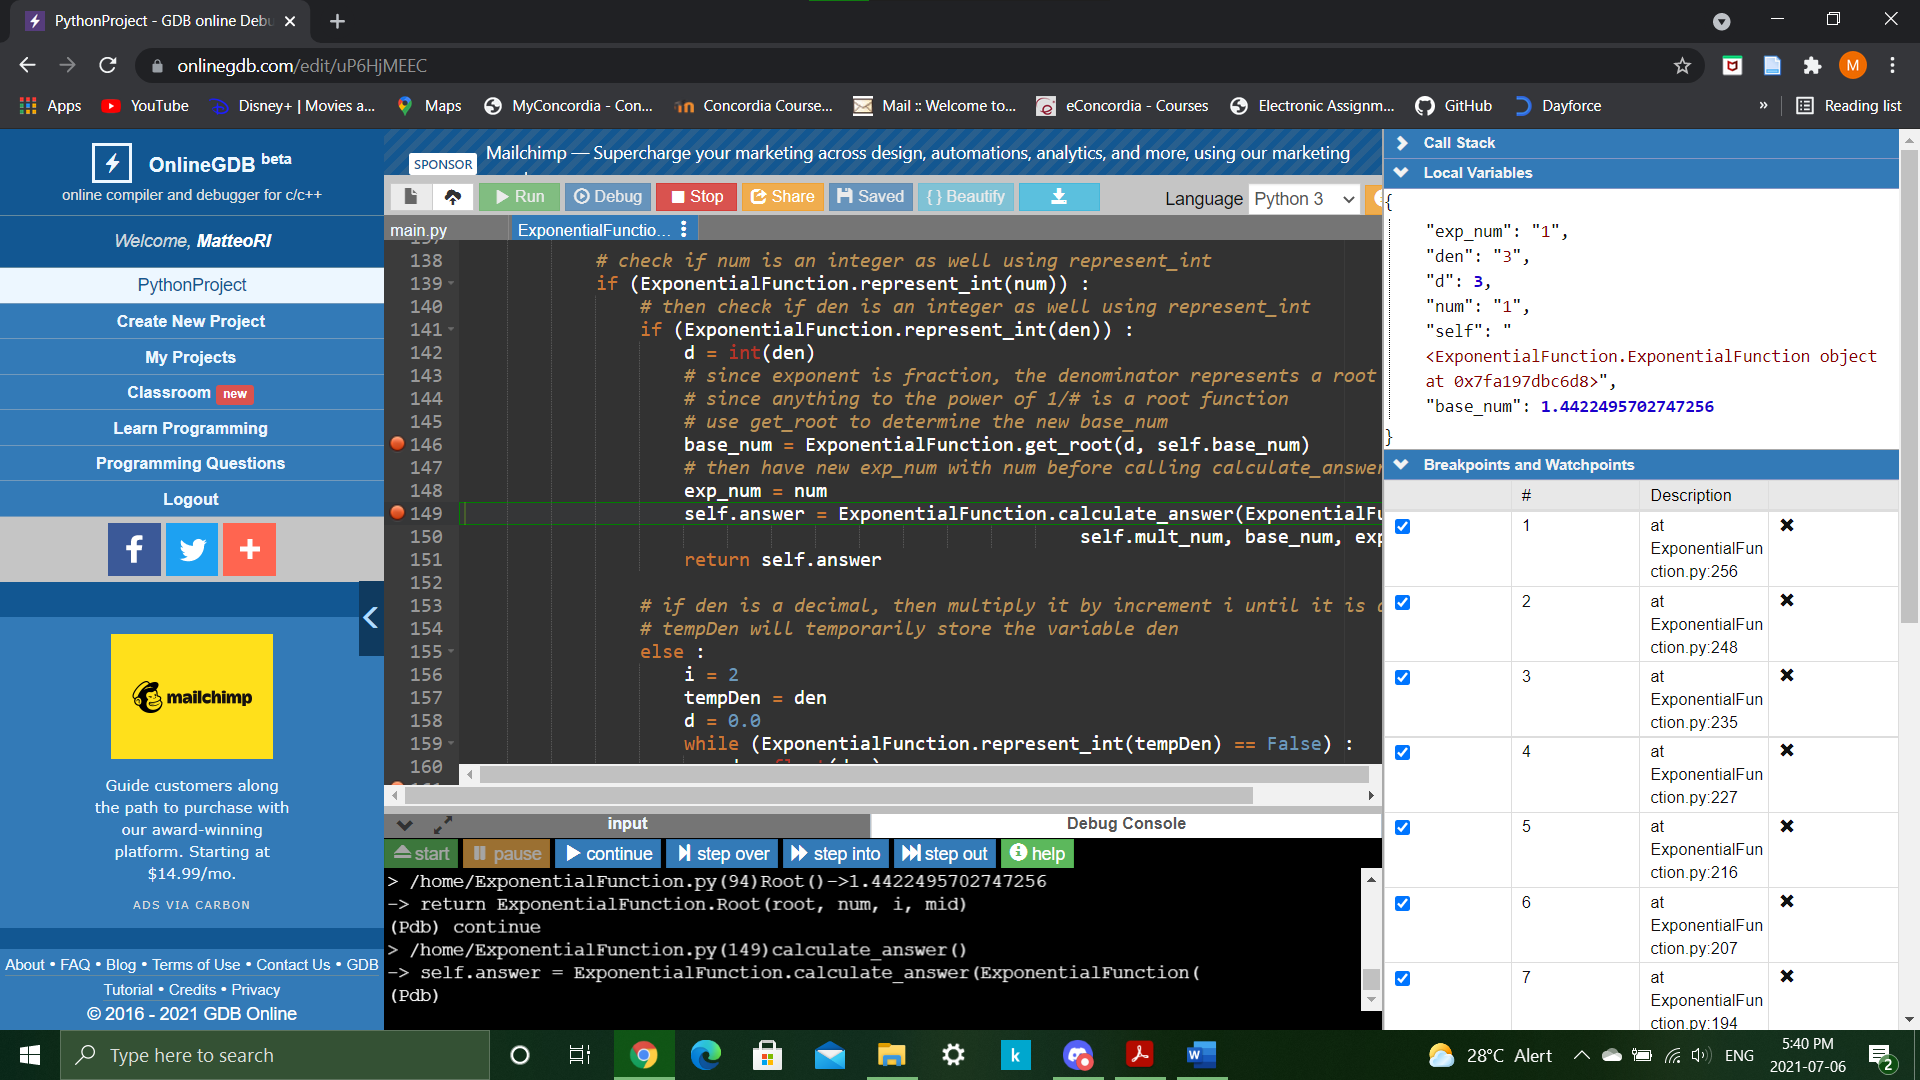 PythonProject - GDB online Debu
onlinegdb.com/edit/uP6HjMEEC
M
Apps
YouTube
Disney+ | Movies a...
Maps
MyConcordia - Con...
Concordia Course...
Mail :: Welcome to...
eConcordia - Courses
Electronic Assignm...
GitHub
Dayforce
»
Reading list
OnlineGDB beta
online compiler and debugger for c/c++
Welcome, MatteoRI
PythonProject
Create New Project
My Projects
Classroom new
Learn Programming
Programming Questions
Logout
mailchimp
Guide customers along
the path to purchase with
our award-winning
platform. Starting at
$14.99/mo.
ADS VIA CARBON
About • FAQ • Blog • Terms of Use • Contact Us • GDB
Tutorial • Credits • Privacy
© 2016 - 2021 GDB Online
SPONSOR
Mailchimp — Supercharge your marketing across design, automations, analytics, and more, using our marketing
Run
Debug
Stop
Share
Saved
{ } Beautify
Language Python 3
main.py
ExponentialFunctio...
138 # check if num is an integer as well using represent_int
139 if (ExponentialFunction.represent_int(num)) :
140 # then check if den is an integer as well using represent_int
141 if (ExponentialFunction.represent_int(den)) :
142 d = int(den)
143 # since exponent is fraction, the denominator represents a root
144 # since anything to the power of 1/# is a root function
145 # use get_root to determine the new base_num
146 base_num = ExponentialFunction.get_root(d, self.base_num)
147 # then have new exp_num with num before calling calculate_answer
148 exp_num = num
149 self.answer = ExponentialFunction.calculate_answer(ExponentialFu
150 self.mult_num, base_num, exp
151 return self.answer
152
153 # if den is a decimal, then multiply it by increment i until it is
154 # tempDen will temporarily store the variable den
155 else :
156 i = 2
157 tempDen = den
158 d = 0.0
159 while (ExponentialFunction.represent_int(tempDen) == False) :
160
input
Debug Console
start
pause
continue
step over
step into
step out
help
> /home/ExponentialFunction.py(94)Root()->1.4422495702747256
-> return ExponentialFunction.Root(root, num, i, mid)
(Pdb) continue
> /home/ExponentialFunction.py(149)calculate_answer()
-> self.answer = ExponentialFunction.calculate_answer(ExponentialFunction(
(Pdb)
Call Stack
Local Variables
{
"exp_num": "1",
"den": "3",
"d": 3,
"num": "1",
"self": "
<ExponentialFunction.ExponentialFunction object
at 0x7fa197dbc6d8>",
"base_num": 1.4422495702747256
}
Breakpoints and Watchpoints
# Description
1 at
ExponentialFun
ction.py:256
2 at
ExponentialFun
ction.py:248
3 at
ExponentialFun
ction.py:235
4 at
ExponentialFun
ction.py:227
5 at
ExponentialFun
ction.py:216
6 at
ExponentialFun
ction.py:207
7 at
ExponentialFun
ction.py:194
Type here to search
28°C Alert
ENG
5:40 PM
2021-07-06
2